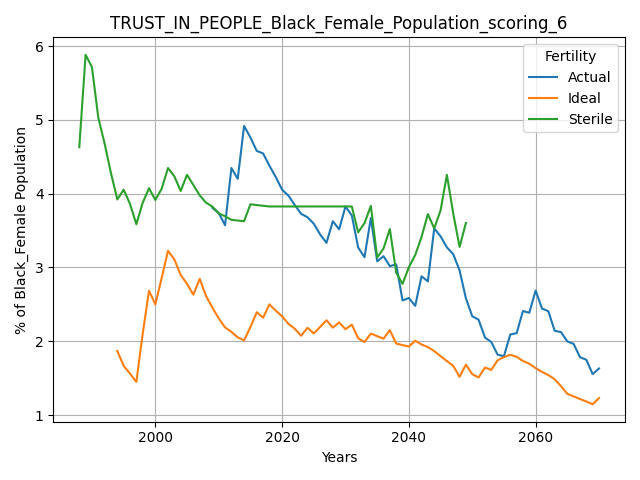 TRUST_IN_PEOPLE_Black_Female_Population_scoring_6
% of Black_Female Population
6
5
4
3
2
1
2000 2020 2040 2060
Years
Fertility
Actual
Ideal
Sterile